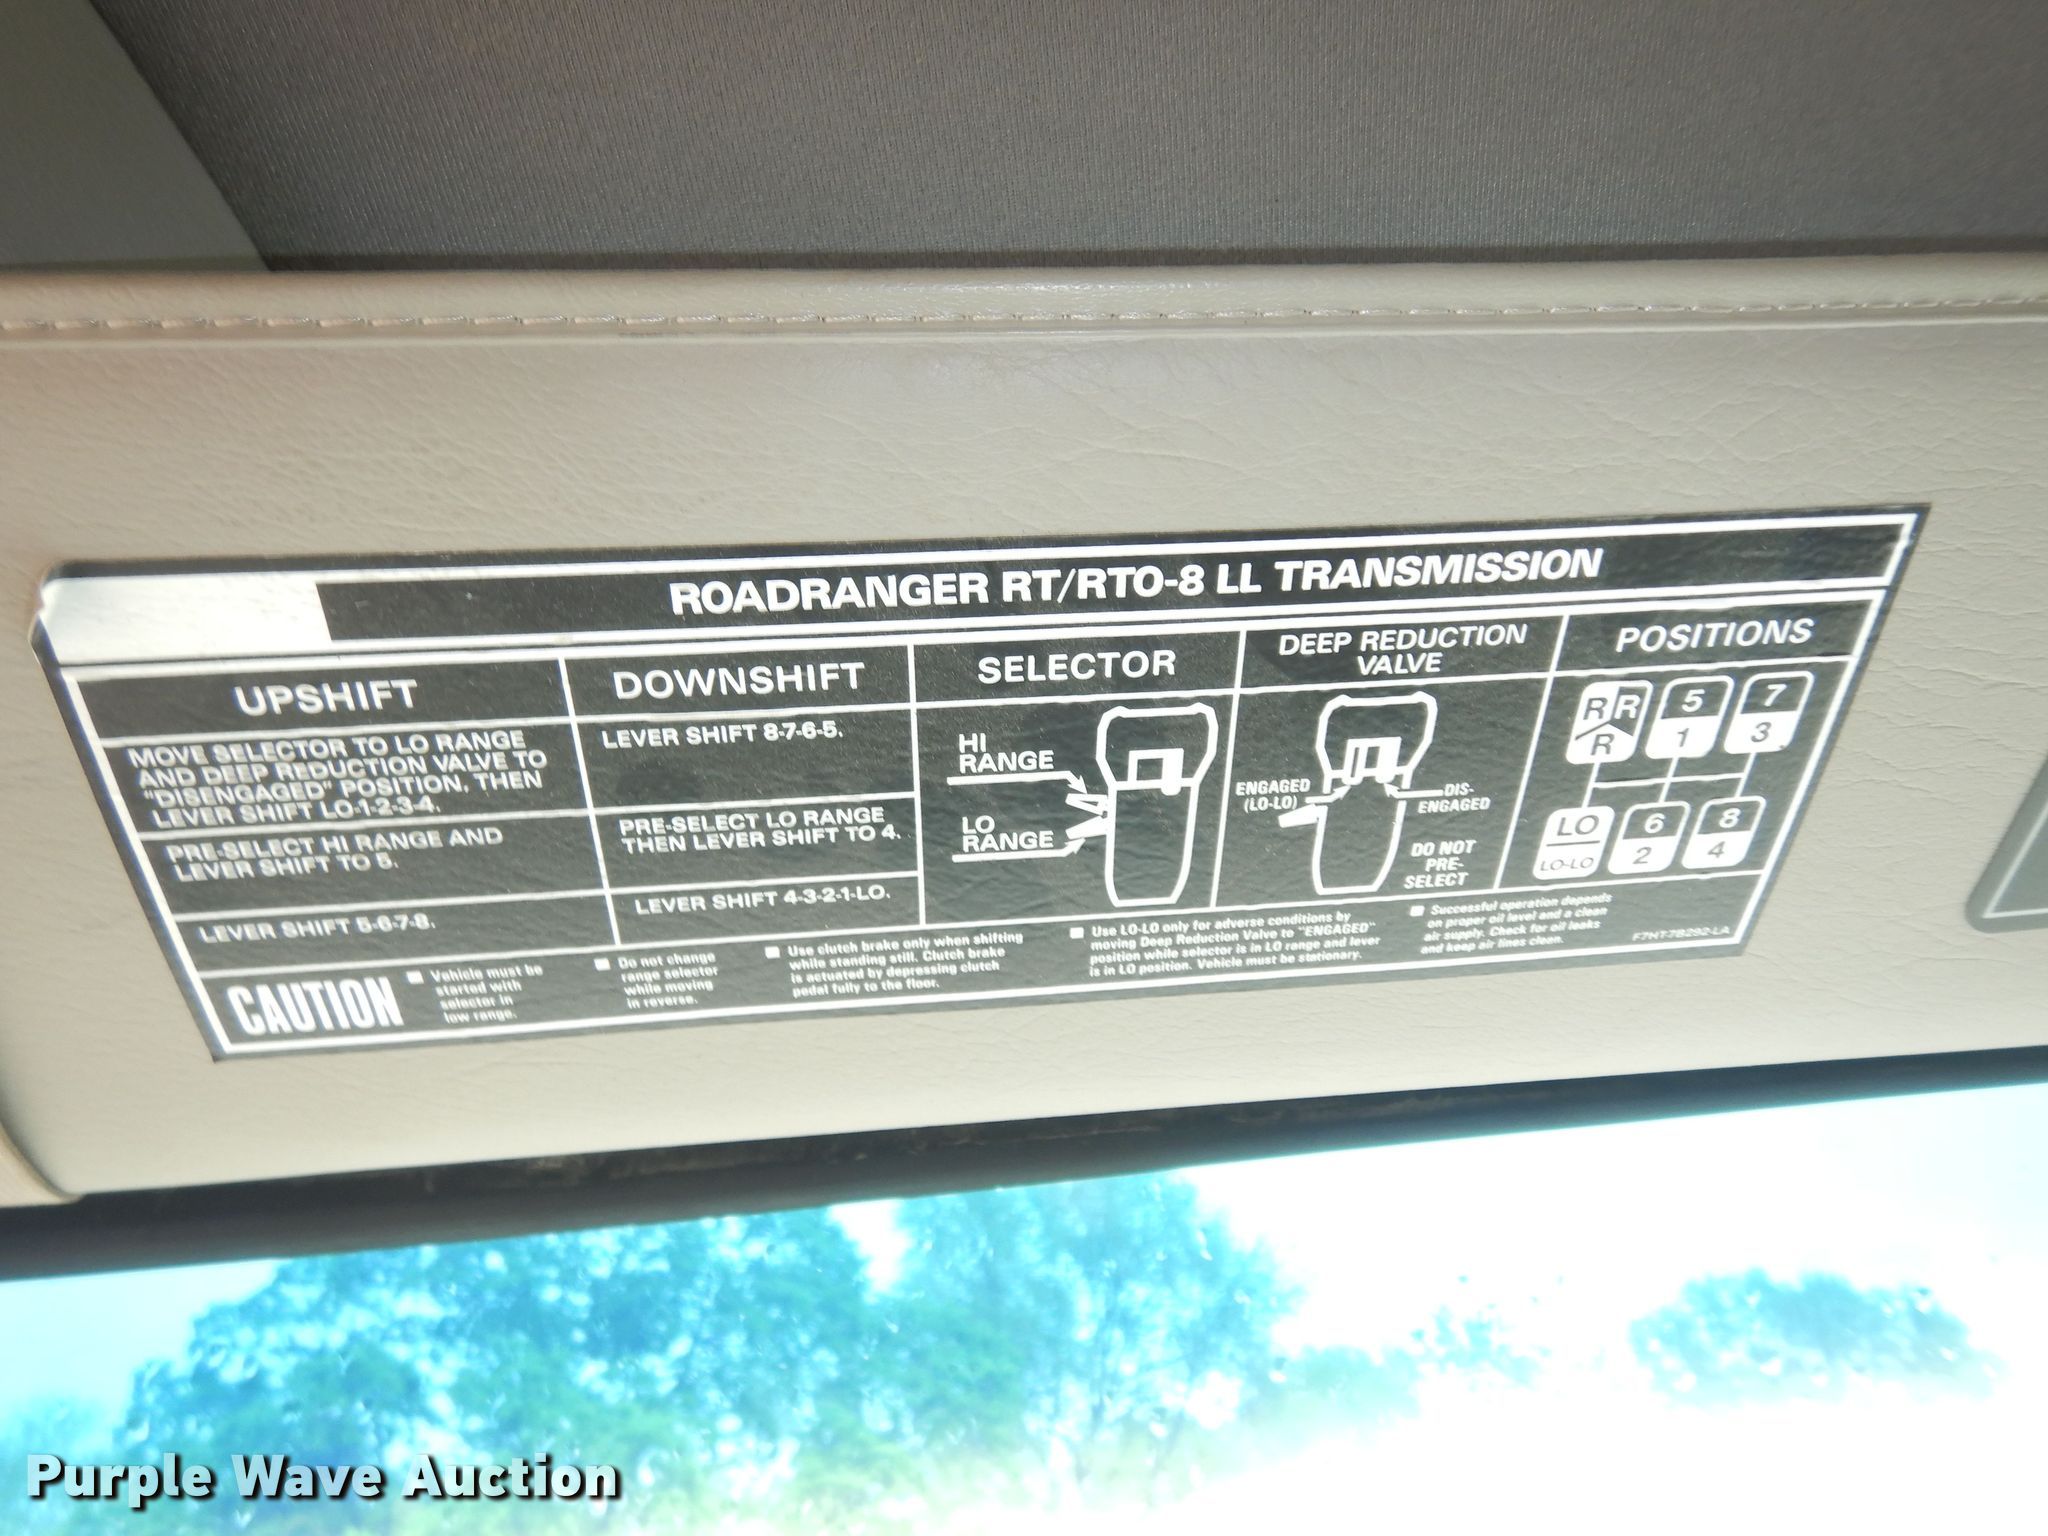 ROADRANGER RT/RTO-8 LL TRANSMISSION
UPSHIFT
MOVE SELECTOR TO LO RANGE
AND DEEP REDUCTION VALVE TO
"DISENGAGED" POSITION, THEN
LEVER SHIFT LO-1-2-3-4.
PRE-SELECT HI RANGE AND
LEVER SHIFT TO 5.
LEVER SHIFT 5-6-7-8.
DOWNSHIFT
LEVER SHIFT 8-7-6-5.
PRE-SELECT LO RANGE
THEN LEVER SHIFT TO 4.
LEVER SHIFT 4-3-2-1-LO.
SELECTOR
HI
RANGE
LO
RANGE
DEEP REDUCTION
VALVE
ENGAGED
(LO-LO)
DIS-
ENGAGED
DO NOT
PRE-
SELECT
POSITIONS
R R 5 7
R 1 3
LO 6 8
LO-LO 2 4
CAUTION
■ Vehicle must be
started with
selector in
low range.
■ Do not change
range selector
while moving
in reverse.
■ Use clutch brake only when shifting
while standing still. Clutch brake
is actuated by depressing clutch
pedal fully to the floor.
■ Use LO-LO only for adverse conditions by
moving Deep Reduction Valve to "ENGAGED"
position while selector is in LO range and lever
is in LO position. Vehicle must be stationary.
■ Successful operation depends
on proper oil level and a clean
air supply. Check for oil leaks
and keep air lines clean.
F7HT-7B292-LA
Purple Wave Auction